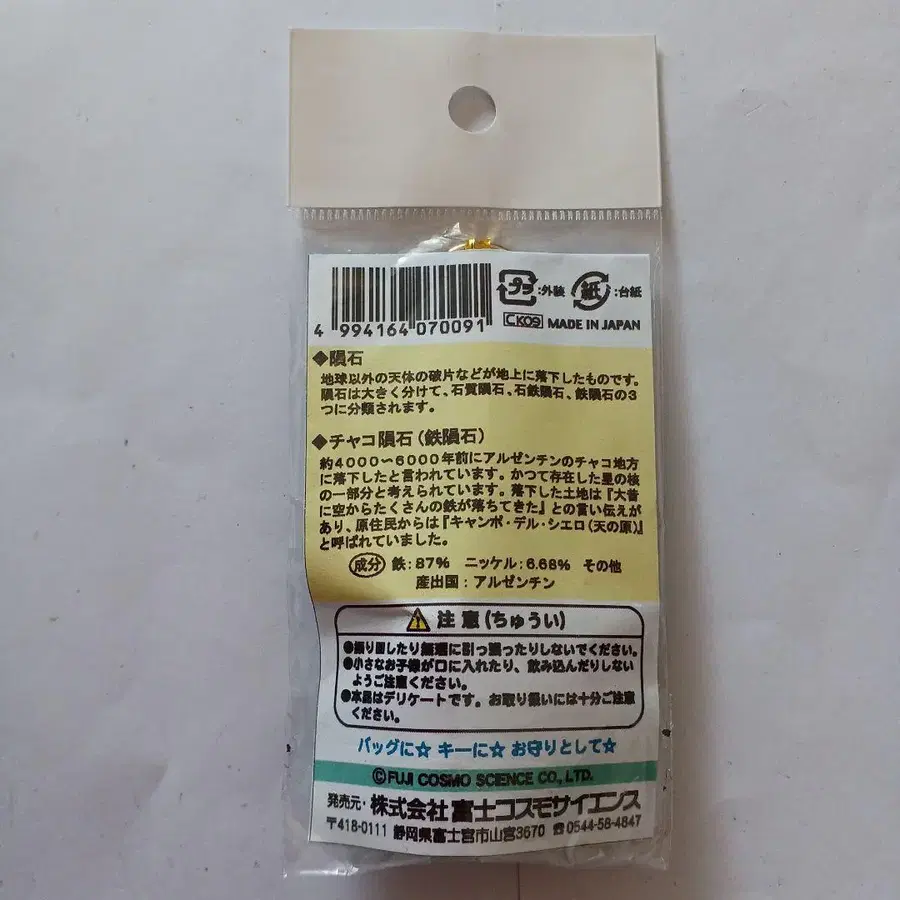 プラ :外装 紙 :台紙
4 994164 070091
CK09 MADE IN JAPAN
◆隕石
地球以外の天体の破片などが地上に落下したものです。
隕石は大きく分けて、石質隕石、石鉄隕石、鉄隕石の3
つに分類されます。
◆チャコ隕石(鉄隕石)
約4000〜6000年前にアルゼンチンのチャコ地方
に落下したと言われています。かつて存在した星の核
の一部分と考えられています。落下した土地は『大昔
に空からたくさんの鉄が落ちてきた』との言い伝えが
あり、原住民からは『キャンポ・デル・シエロ(天の原)』
と呼ばれていました。
成分 鉄:87% ニッケル:6.68% その他
産出国:アルゼンチン
注意(ちゅうい)
●振り回したり無理に引っ張ったりしないでください。
●小さなお子様が口に入れたり、飲み込んだりしない
ようご注意ください。
●本品はデリケートです。お取り扱いには十分ご注意
ください。
バッグに☆ キーに☆ お守りとして☆
©FUJI COSMO SCIENCE CO., LTD.
発売元・株式会社 富士コスモサイエンス
〒418-0111 静岡県富士宮市山宮3670 ☎0544-58-4847